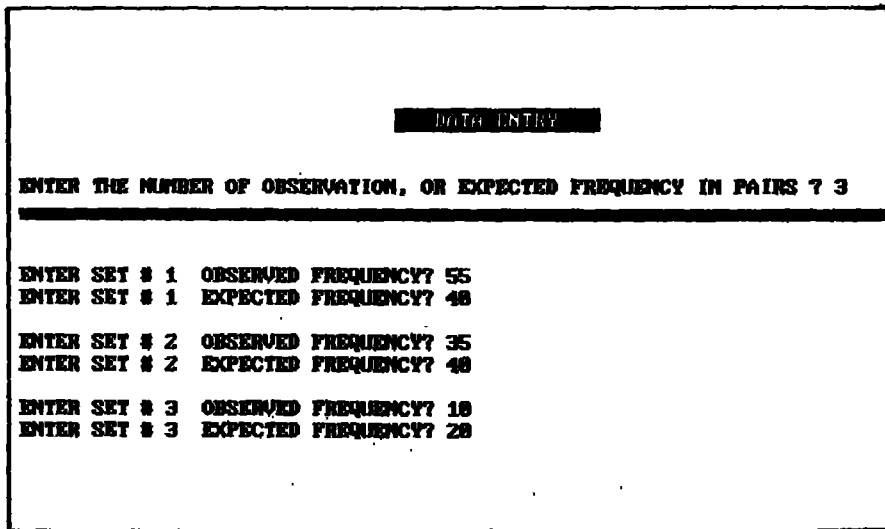 DATA ENTRY
ENTER THE NUMBER OF OBSERVATION, OR EXPECTED FREQUENCY IN PAIRS ? 3
ENTER SET # 1 OBSERVED FREQUENCY? 55
ENTER SET # 1 EXPECTED FREQUENCY? 40
ENTER SET # 2 OBSERVED FREQUENCY? 35
ENTER SET # 2 EXPECTED FREQUENCY? 40
ENTER SET # 3 OBSERVED FREQUENCY? 10
ENTER SET # 3 EXPECTED FREQUENCY? 20